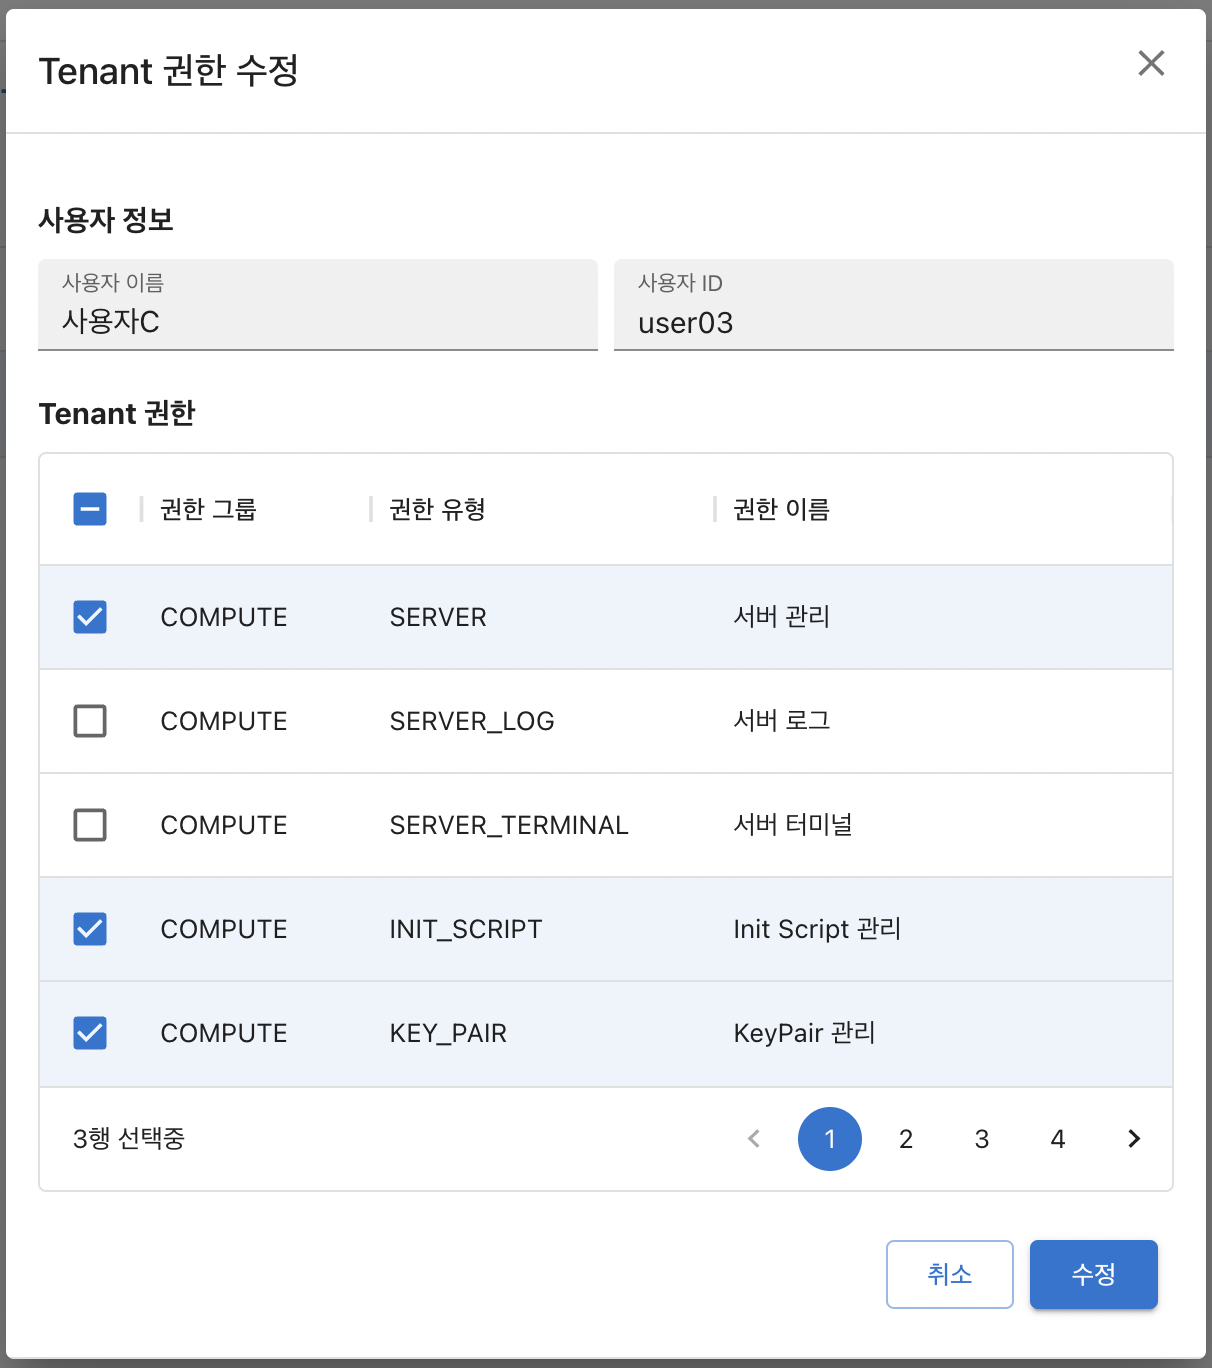 Tenant 권한 수정
사용자 정보
사용자 이름
사용자C
사용자 ID
user03
Tenant 권한
권한 그룹 권한 유형 권한 이름
COMPUTE SERVER 서버 관리
COMPUTE SERVER_LOG 서버 로그
COMPUTE SERVER_TERMINAL 서버 터미널
COMPUTE INIT_SCRIPT Init Script 관리
COMPUTE KEY_PAIR KeyPair 관리
3행 선택중 1 2 3 4
취소 수정